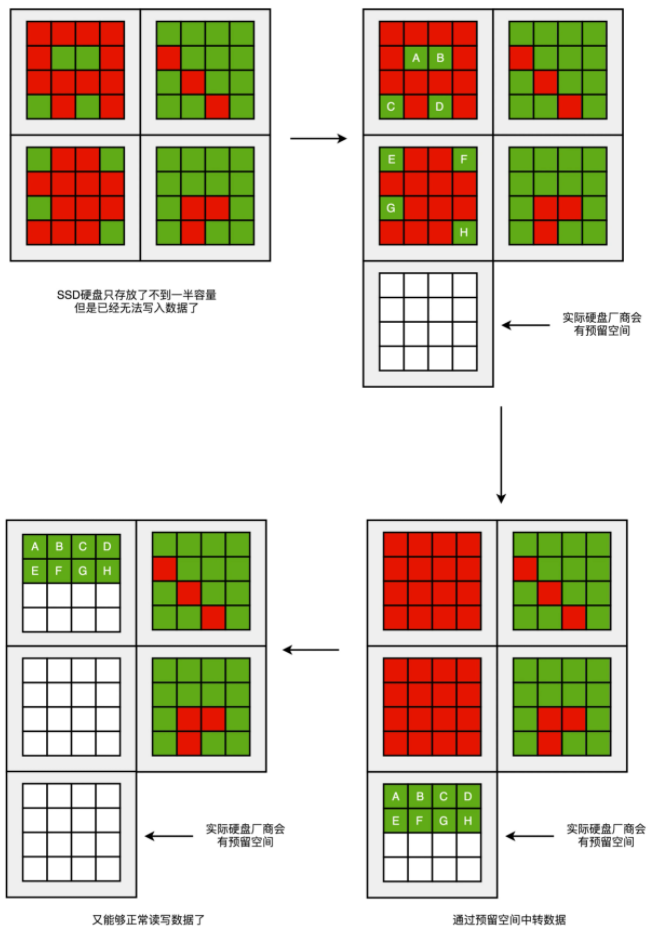 A B
C D
E F
G
H
SSD硬盘只存放了不到一半容量
但是已经无法写入数据了
实际硬盘厂商会
有预留空间
A B C D
E F G H
实际硬盘厂商会
有预留空间
又能够正常读写数据了
A B C D
E F G H
实际硬盘厂商会
有预留空间
通过预留空间中转数据